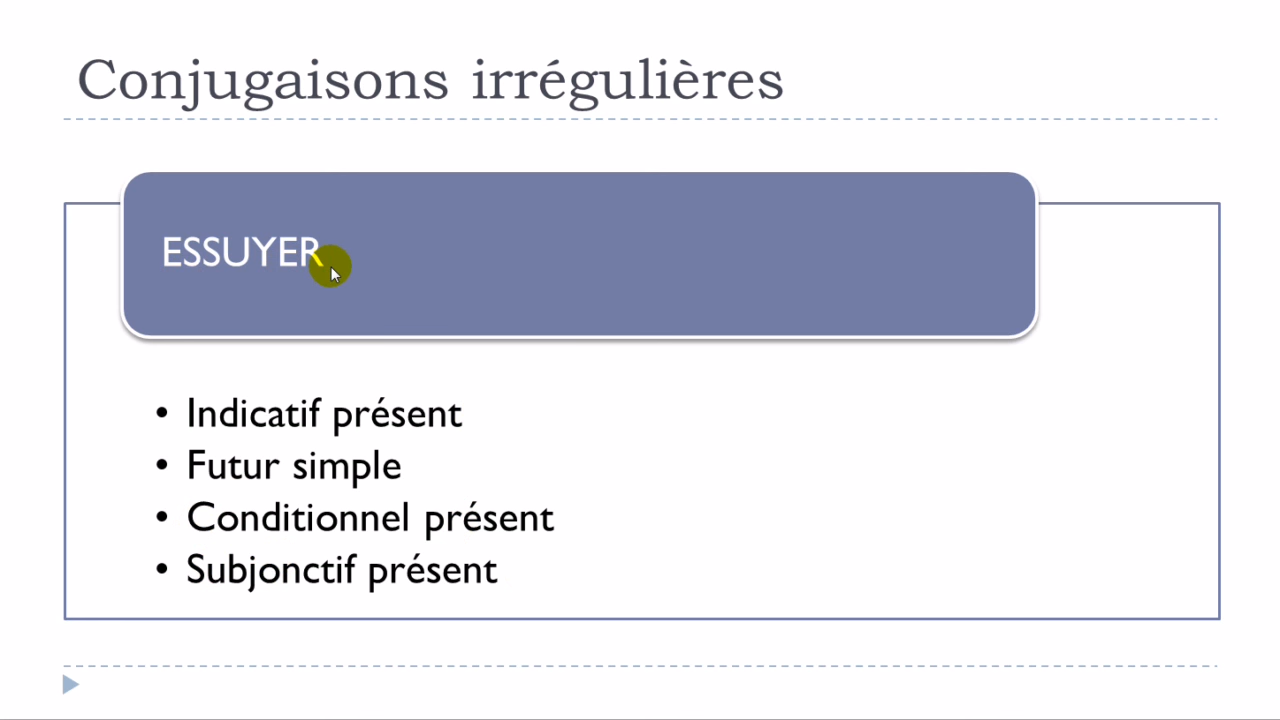 Conjugaisons irrégulières
ESSUYER
• Indicatif présent
• Futur simple
• Conditionnel présent
• Subjonctif présent